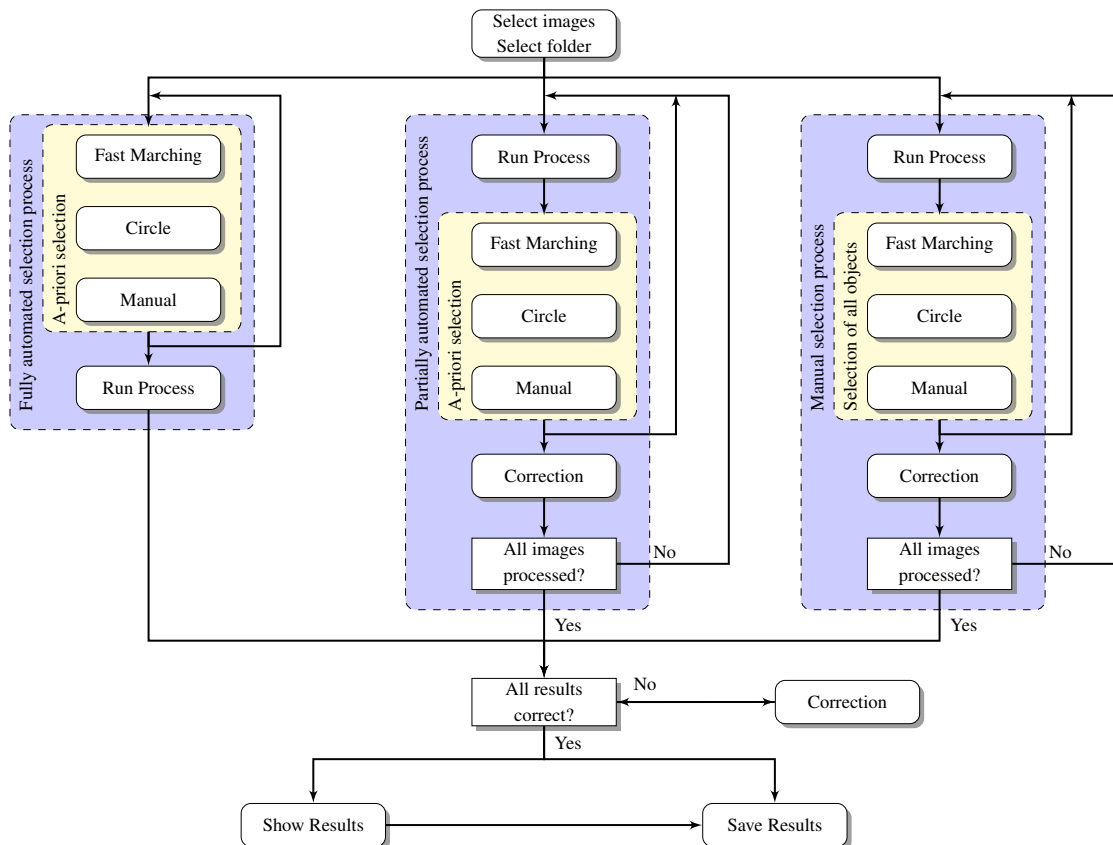 Select images
Select folder
Fully automated selection process
A-priori selection
Fast Marching
Circle
Manual
Run Process
Partially automated selection process
Run Process
A-priori selection
Fast Marching
Circle
Manual
Correction
All images
processed?
No
Yes
Manual selection process
Run Process
Selection of all objects
Fast Marching
Circle
Manual
Correction
All images
processed?
No
Yes
All results
correct?
No
Correction
Yes
Show Results
Save Results